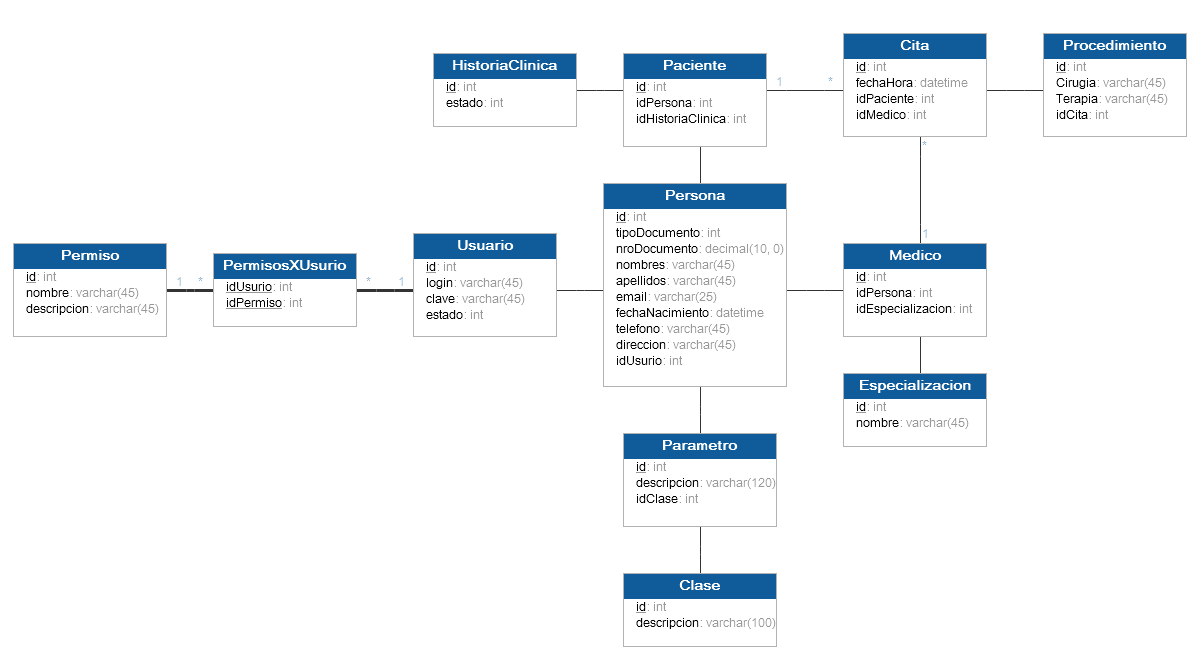 HistoriaClinica
id: int
estado: int
Paciente
id: int
idPersona: int
idHistoriaClinica: int
1
*
Cita
id: int
fechaHora: datetime
idPaciente: int
idMedico: int
*
1
Procedimiento
id: int
Cirugia: varchar(45)
Terapia: varchar(45)
idCita: int
Permiso
id: int
nombre: varchar(45)
descripcion: varchar(45)
1
*
PermisosXUsurio
idUsurio: int
idPermiso: int
*
1
Usuario
id: int
login: varchar(45)
clave: varchar(45)
estado: int
Persona
id: int
tipoDocumento: int
nroDocumento: decimal(10, 0)
nombres: varchar(45)
apellidos: varchar(45)
email: varchar(25)
fechaNacimiento: datetime
telefono: varchar(45)
direccion: varchar(45)
idUsurio: int
Medico
id: int
idPersona: int
idEspecializacion: int
Especializacion
id: int
nombre: varchar(45)
Parametro
id: int
descripcion: varchar(120)
idClase: int
Clase
id: int
descripcion: varchar(100)